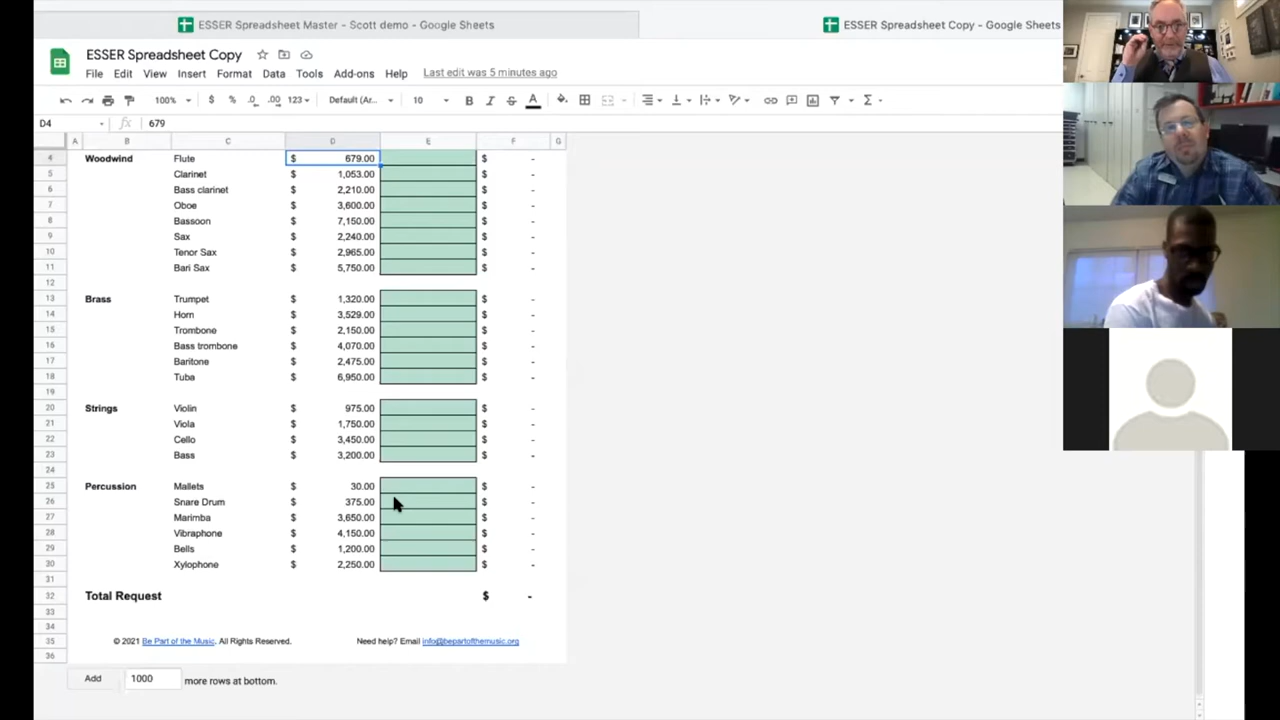 ESSER Spreadsheet Master - Scott demo - Google Sheets
ESSER Spreadsheet Copy - Google Sheets
ESSER Spreadsheet Copy
File Edit View Insert Format Data Tools Add-ons Help Last edit was 5 minutes ago
100% $ % .0 .00 123 Default (Ar... 10 B I S A
D4 fx 679
A B C D E F G
4 Woodwind Flute $ 679.00 $ -
5 Clarinet $ 1,053.00 $ -
6 Bass clarinet $ 2,210.00 $ -
7 Oboe $ 3,600.00 $ -
8 Bassoon $ 7,150.00 $ -
9 Sax $ 2,240.00 $ -
10 Tenor Sax $ 2,965.00 $ -
11 Bari Sax $ 5,750.00 $ -
12
13 Brass Trumpet $ 1,320.00 $ -
14 Horn $ 3,529.00 $ -
15 Trombone $ 2,150.00 $ -
16 Bass trombone $ 4,070.00 $ -
17 Baritone $ 2,475.00 $ -
18 Tuba $ 6,950.00 $ -
19
20 Strings Violin $ 975.00 $ -
21 Viola $ 1,750.00 $ -
22 Cello $ 3,450.00 $ -
23 Bass $ 3,200.00 $ -
24
25 Percussion Mallets $ 30.00 $ -
26 Snare Drum $ 375.00 $ -
27 Marimba $ 3,650.00 $ -
28 Vibraphone $ 4,150.00 $ -
29 Bells $ 1,200.00 $ -
30 Xylophone $ 2,250.00 $ -
31
32 Total Request $ -
33
34
35 © 2021 Be Part of the Music. All Rights Reserved. Need help? Email info@bepartofthemusic.org
36
Add 1000 more rows at bottom.